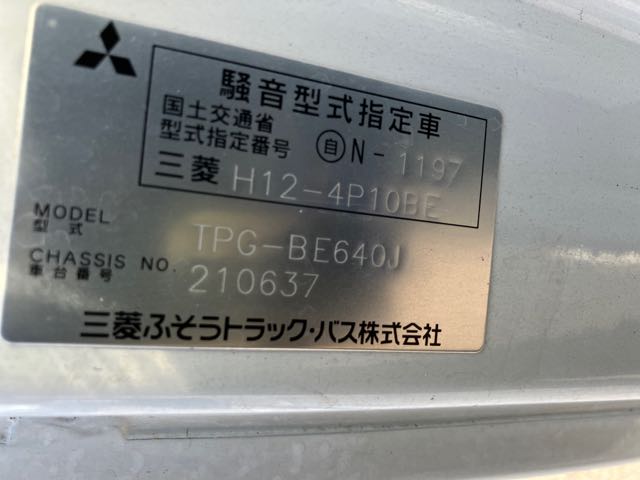 騒音型式指定車
国土交通省
型式指定番号 自 N-1197
三菱 H12-4P10BE
MODEL
型式 TPG-BE640J
CHASSIS NO.
車台番号 210637
三菱ふそうトラック・バス株式会社